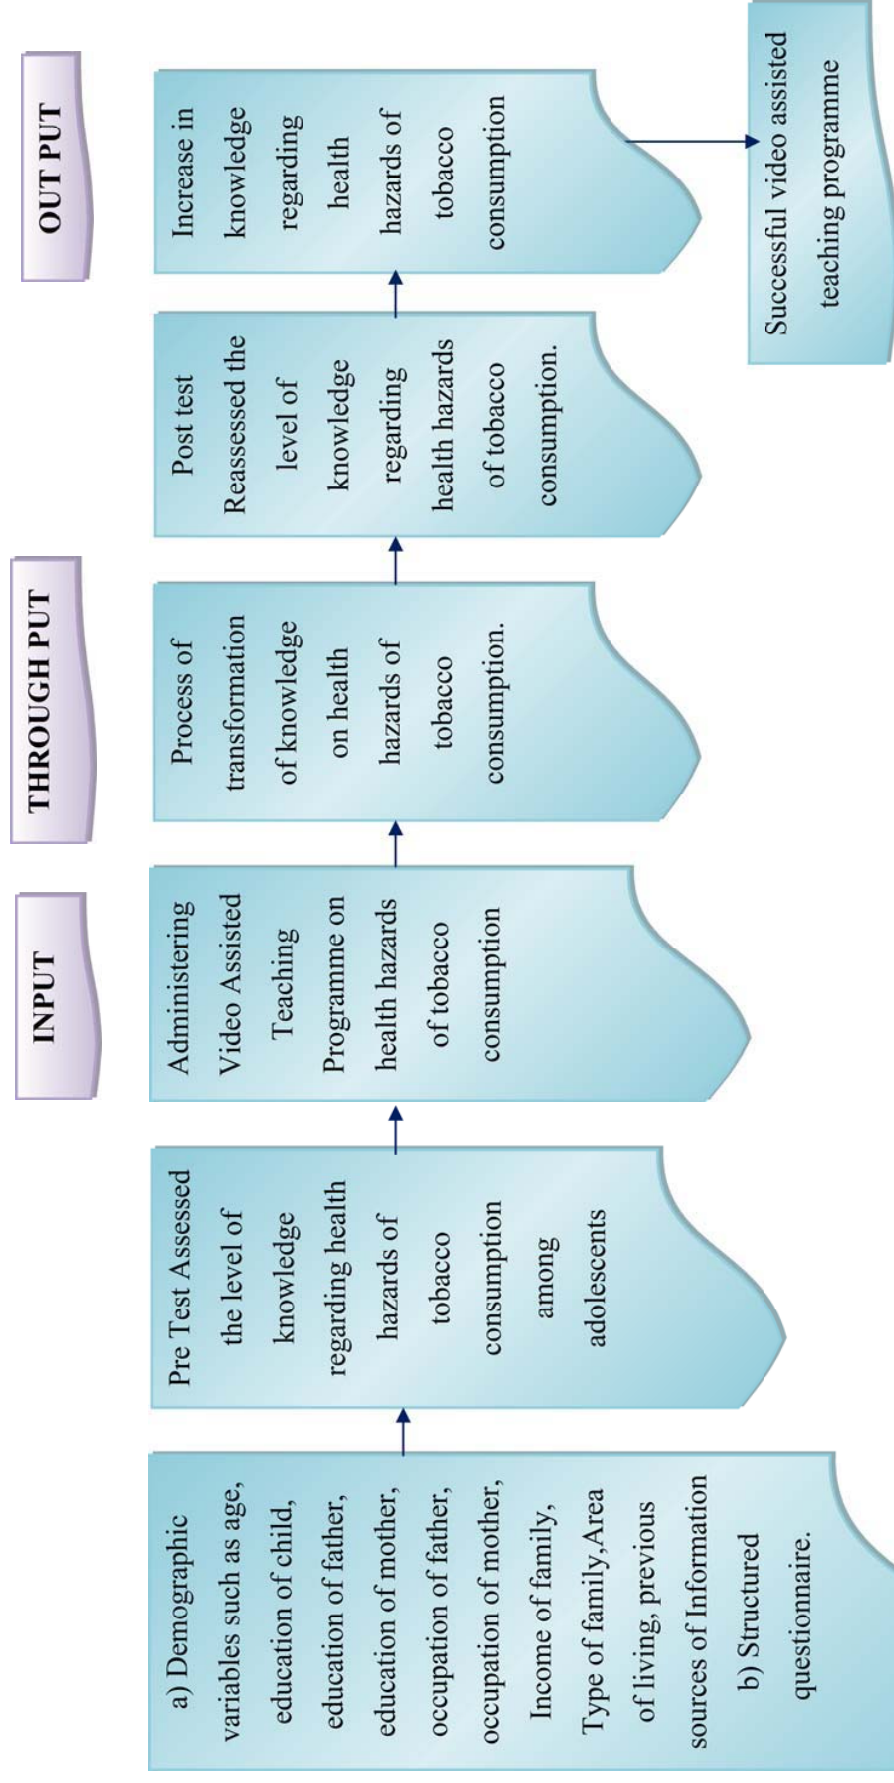 INPUT
THROUGH PUT
OUT PUT
a) Demographic
variables such as age,
education of child,
education of father,
education of mother,
occupation of father,
occupation of mother,
Income of family,
Type of family,Area
of living, previous
sources of Information
b) Structured
questionnaire.
Pre Test Assessed
the level of
knowledge
regarding health
hazards of
tobacco
consumption
among
adolescents
Administering
Video Assisted
Teaching
Programme on
health hazards
of tobacco
consumption
Process of
transformation
of knowledge
on health
hazards of
tobacco
consumption.
Post test
Reassessed the
level of
knowledge
regarding
health hazards
of tobacco
consumption.
Increase in
knowledge
regarding
health
hazards of
tobacco
consumption
Successful video assisted
teaching programme